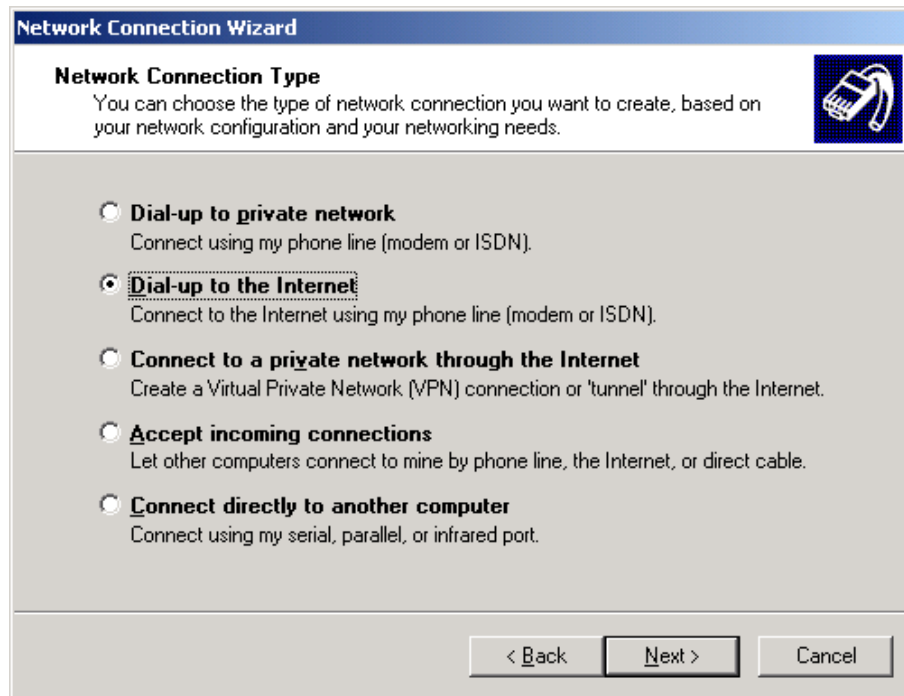 Network Connection Wizard
Network Connection Type
You can choose the type of network connection you want to create, based on
your network configuration and your networking needs.
Dial-up to private network
Connect using my phone line (modem or ISDN).
Dial-up to the Internet
Connect to the Internet using my phone line (modem or ISDN).
Connect to a private network through the Internet
Create a Virtual Private Network (VPN) connection or 'tunnel' through the Internet.
Accept incoming connections
Let other computers connect to mine by phone line, the Internet, or direct cable.
Connect directly to another computer
Connect using my serial, parallel, or infrared port.
< Back Next > Cancel